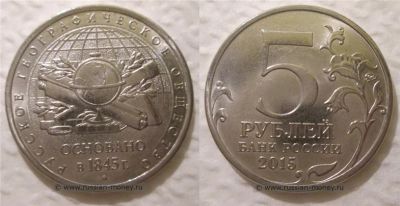 РУССКОЕ ГЕОГРАФИЧЕСКОЕ ОБЩЕСТВО
ОСНОВАНО
в 1845 г.
5
РУБЛЕЙ
БАНК РОССИИ
2015
© www.russian-money.ru
© www.russian-money.ru